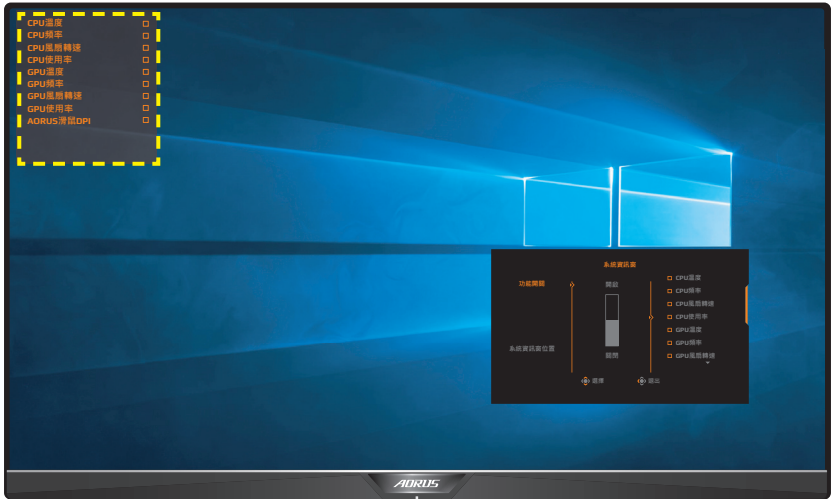 CPU溫度
CPU頻率
CPU風扇轉速
CPU使用率
GPU溫度
GPU頻率
GPU風扇轉速
GPU使用率
AORUS滑鼠DPI
系統資訊窗
功能開關
開啟
關閉
系統資訊窗位置
CPU溫度
CPU頻率
CPU風扇轉速
CPU使用率
GPU溫度
GPU頻率
GPU風扇轉速
選擇
退出
AORUS